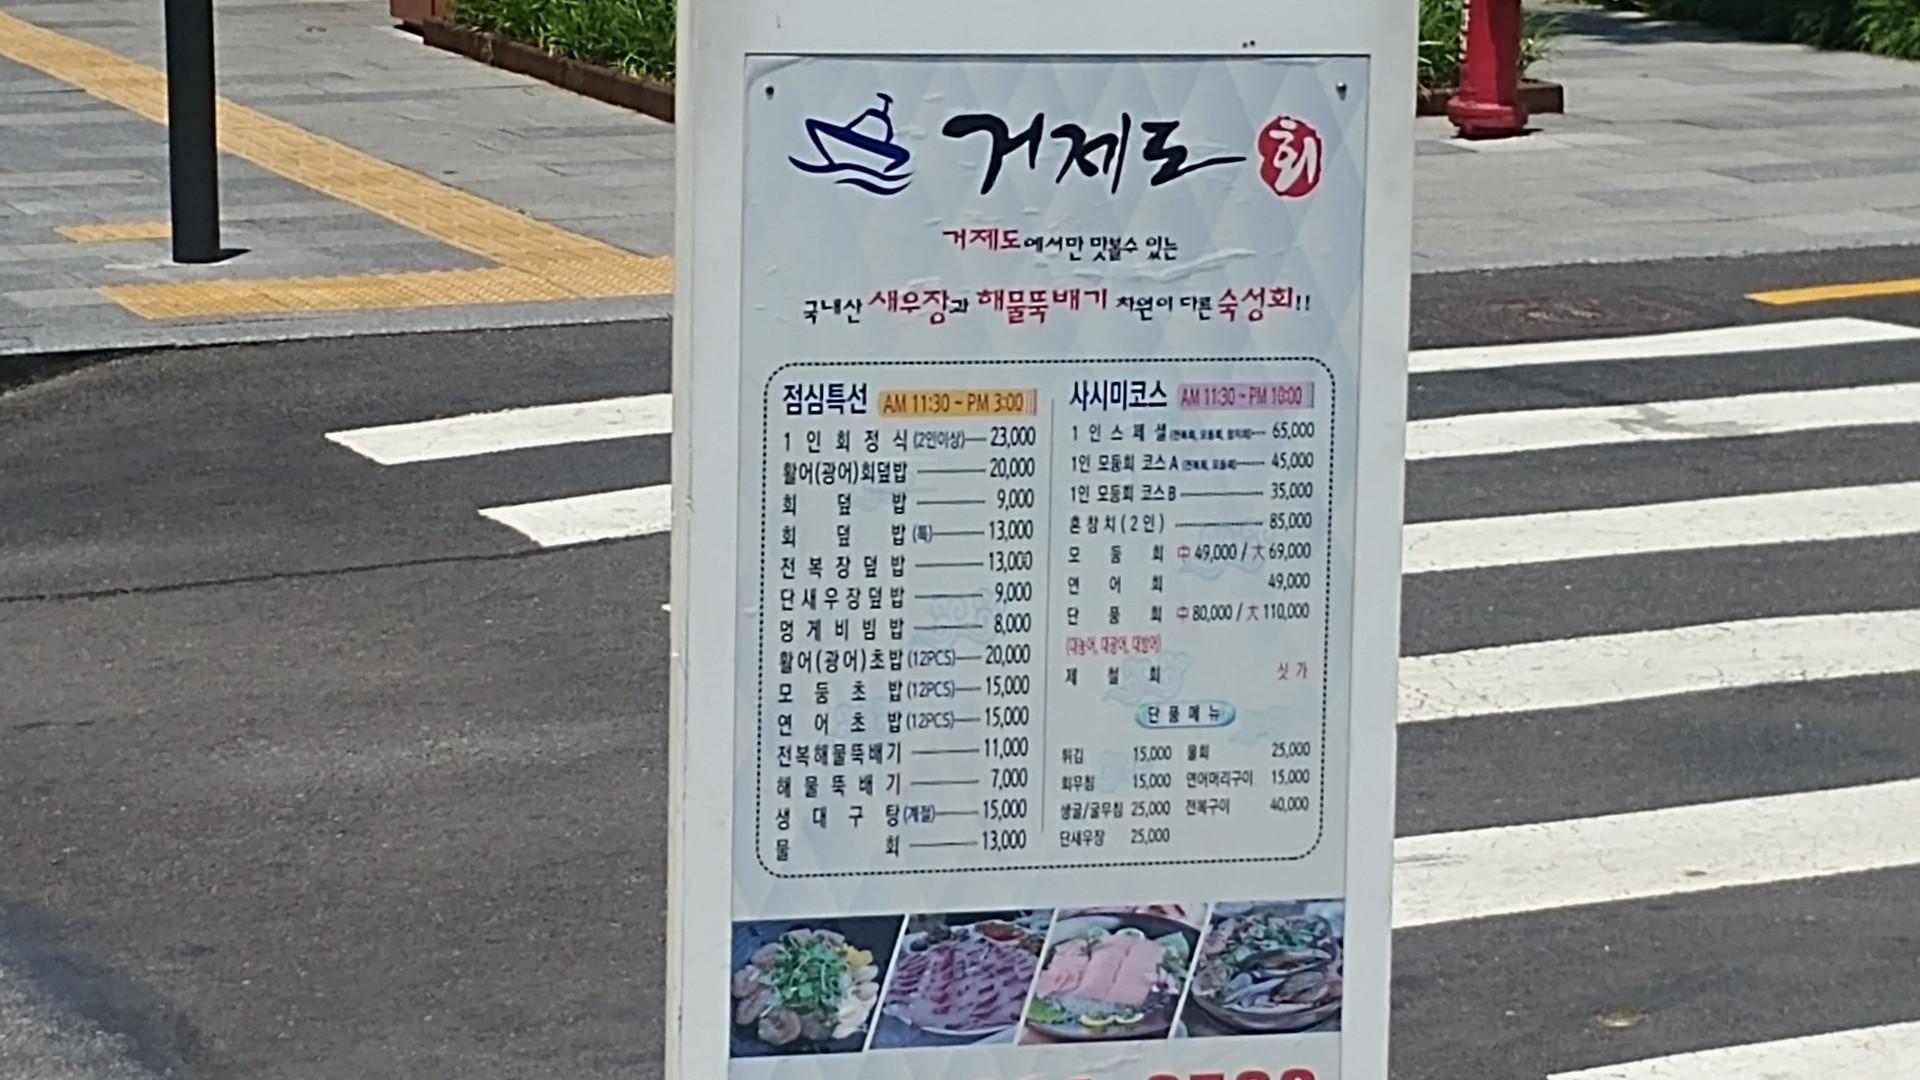 거제도 회
거제도에서만 맛볼수 있는
국내산 새우장과 해물뚝배기 차원이 다른 숙성회!!
점심특선 AM 11:30 ~ PM 3:00
1인회정식 (2인이상) 23,000
활어(광어)회덮밥 20,000
회덮밥 9,000
회덮밥 (특) 13,000
전복장덮밥 13,000
단새우장덮밥 9,000
멍게비빔밥 8,000
활어(광어)초밥 (12PCS) 20,000
모둠초밥 (12PCS) 15,000
연어초밥 (12PCS) 15,000
전복해물뚝배기 11,000
해물뚝배기 7,000
생대구탕 (계절) 15,000
물회 13,000
사시미코스 AM 11:30 ~ PM 10:00
1인스페셜 65,000
1인 모둠회 코스 A 45,000
1인 모둠회 코스 B 35,000
혼참치(2인) 85,000
모둠회 中 49,000 / 大 69,000
연어회 49,000
단품회 中 80,000 / 大 110,000
(대농어, 대광어, 대방어)
제철회 싯가
단품메뉴
튀김 15,000 물회 25,000
회무침 15,000 연어머리구이 15,000
생굴/굴무침 25,000 전복구이 40,000
단새우장 25,000